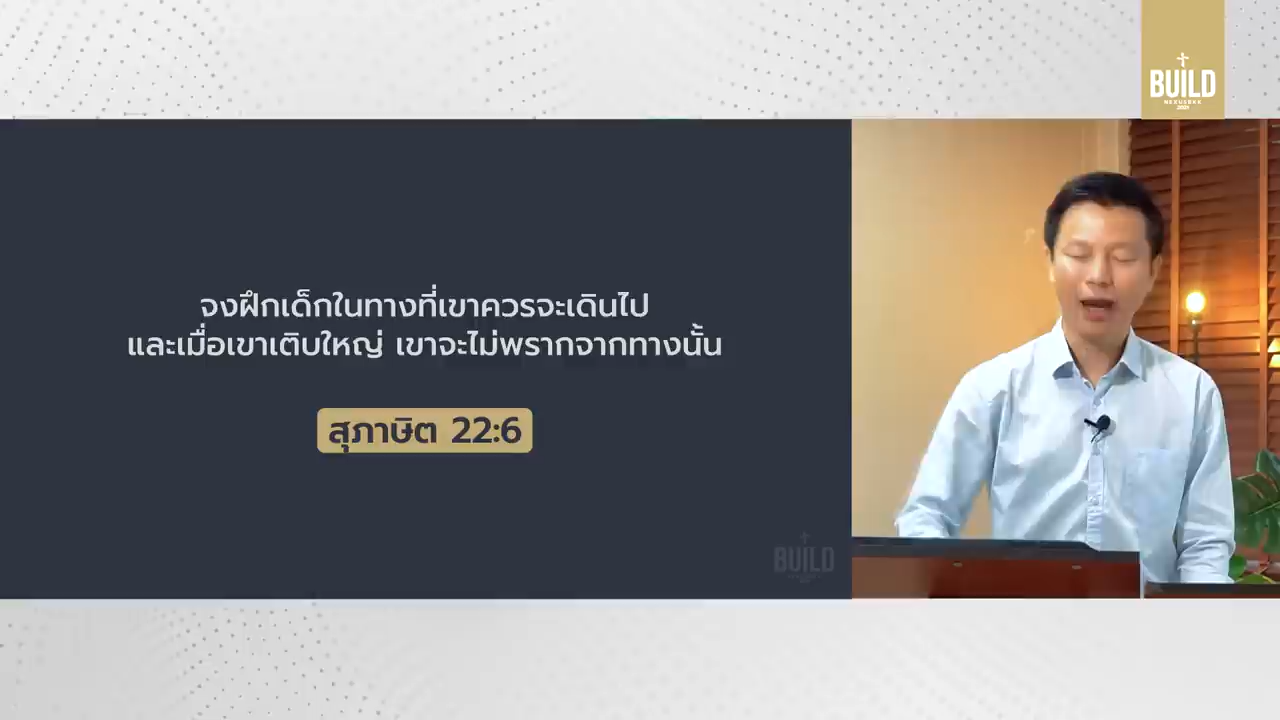 BUILD
NEXUSBKK
2021
จงฝึกเด็กในทางที่เขาควรจะเดินไป
และเมื่อเขาเติบใหญ่ เขาจะไม่พรากจากทางนั้น
สุภาษิต 22:6
BUILD